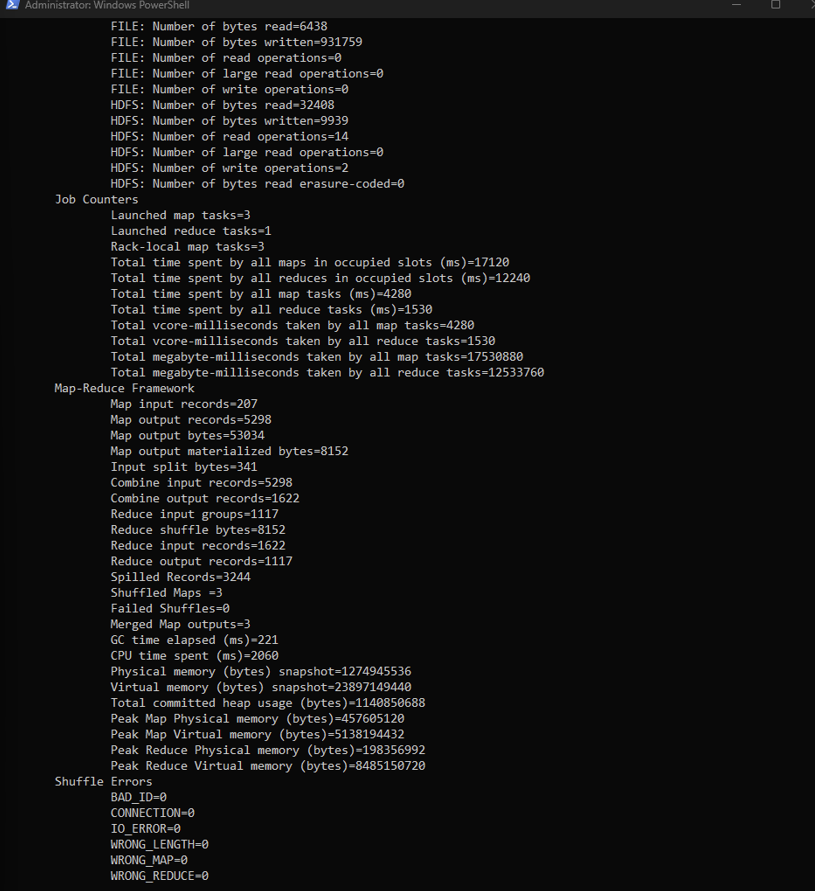 Administrator: Windows PowerShell
FILE: Number of bytes read=6438
FILE: Number of bytes written=931759
FILE: Number of read operations=0
FILE: Number of large read operations=0
FILE: Number of write operations=0
HDFS: Number of bytes read=32408
HDFS: Number of bytes written=9939
HDFS: Number of read operations=14
HDFS: Number of large read operations=0
HDFS: Number of write operations=2
HDFS: Number of bytes read erasure-coded=0
Job Counters
Launched map tasks=3
Launched reduce tasks=1
Rack-local map tasks=3
Total time spent by all maps in occupied slots (ms)=17120
Total time spent by all reduces in occupied slots (ms)=12240
Total time spent by all map tasks (ms)=4280
Total time spent by all reduce tasks (ms)=1530
Total vcore-milliseconds taken by all map tasks=4280
Total vcore-milliseconds taken by all reduce tasks=1530
Total megabyte-milliseconds taken by all map tasks=17530880
Total megabyte-milliseconds taken by all reduce tasks=12533760
Map-Reduce Framework
Map input records=207
Map output records=5298
Map output bytes=53034
Map output materialized bytes=8152
Input split bytes=341
Combine input records=5298
Combine output records=1622
Reduce input groups=1117
Reduce shuffle bytes=8152
Reduce input records=1622
Reduce output records=1117
Spilled Records=3244
Shuffled Maps =3
Failed Shuffles=0
Merged Map outputs=3
GC time elapsed (ms)=221
CPU time spent (ms)=2060
Physical memory (bytes) snapshot=1274945536
Virtual memory (bytes) snapshot=23897149440
Total committed heap usage (bytes)=1140850688
Peak Map Physical memory (bytes)=457605120
Peak Map Virtual memory (bytes)=5138194432
Peak Reduce Physical memory (bytes)=198356992
Peak Reduce Virtual memory (bytes)=8485150720
Shuffle Errors
BAD_ID=0
CONNECTION=0
IO_ERROR=0
WRONG_LENGTH=0
WRONG_MAP=0
WRONG_REDUCE=0